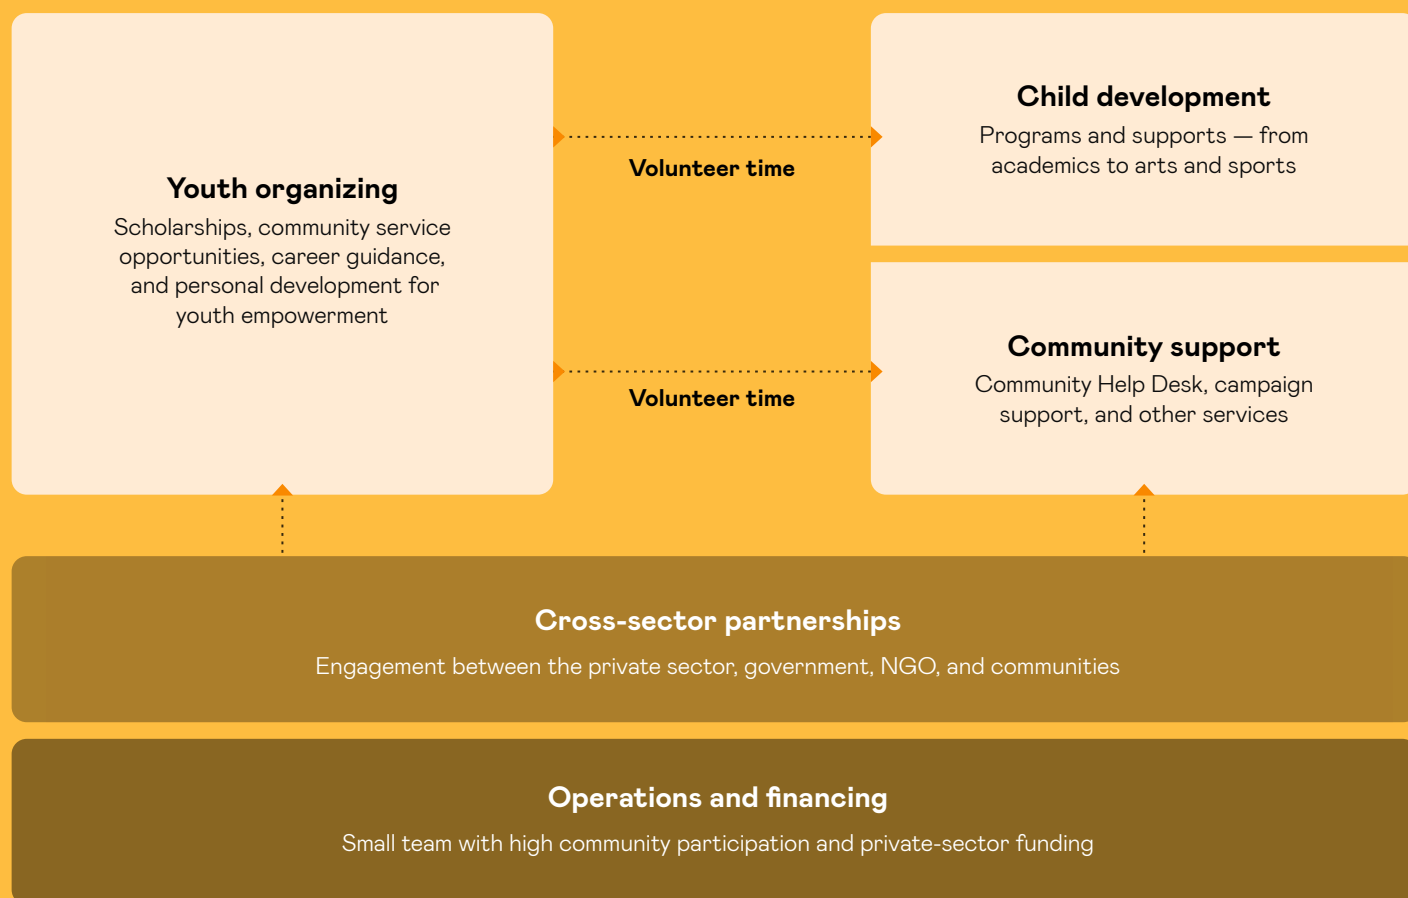 Youth organizing
Scholarships, community service
opportunities, career guidance,
and personal development for
youth empowerment
Volunteer time
Volunteer time
Child development
Programs and supports — from
academics to arts and sports
Community support
Community Help Desk, campaign
support, and other services
Cross-sector partnerships
Engagement between the private sector, government, NGO, and communities
Operations and financing
Small team with high community participation and private-sector funding